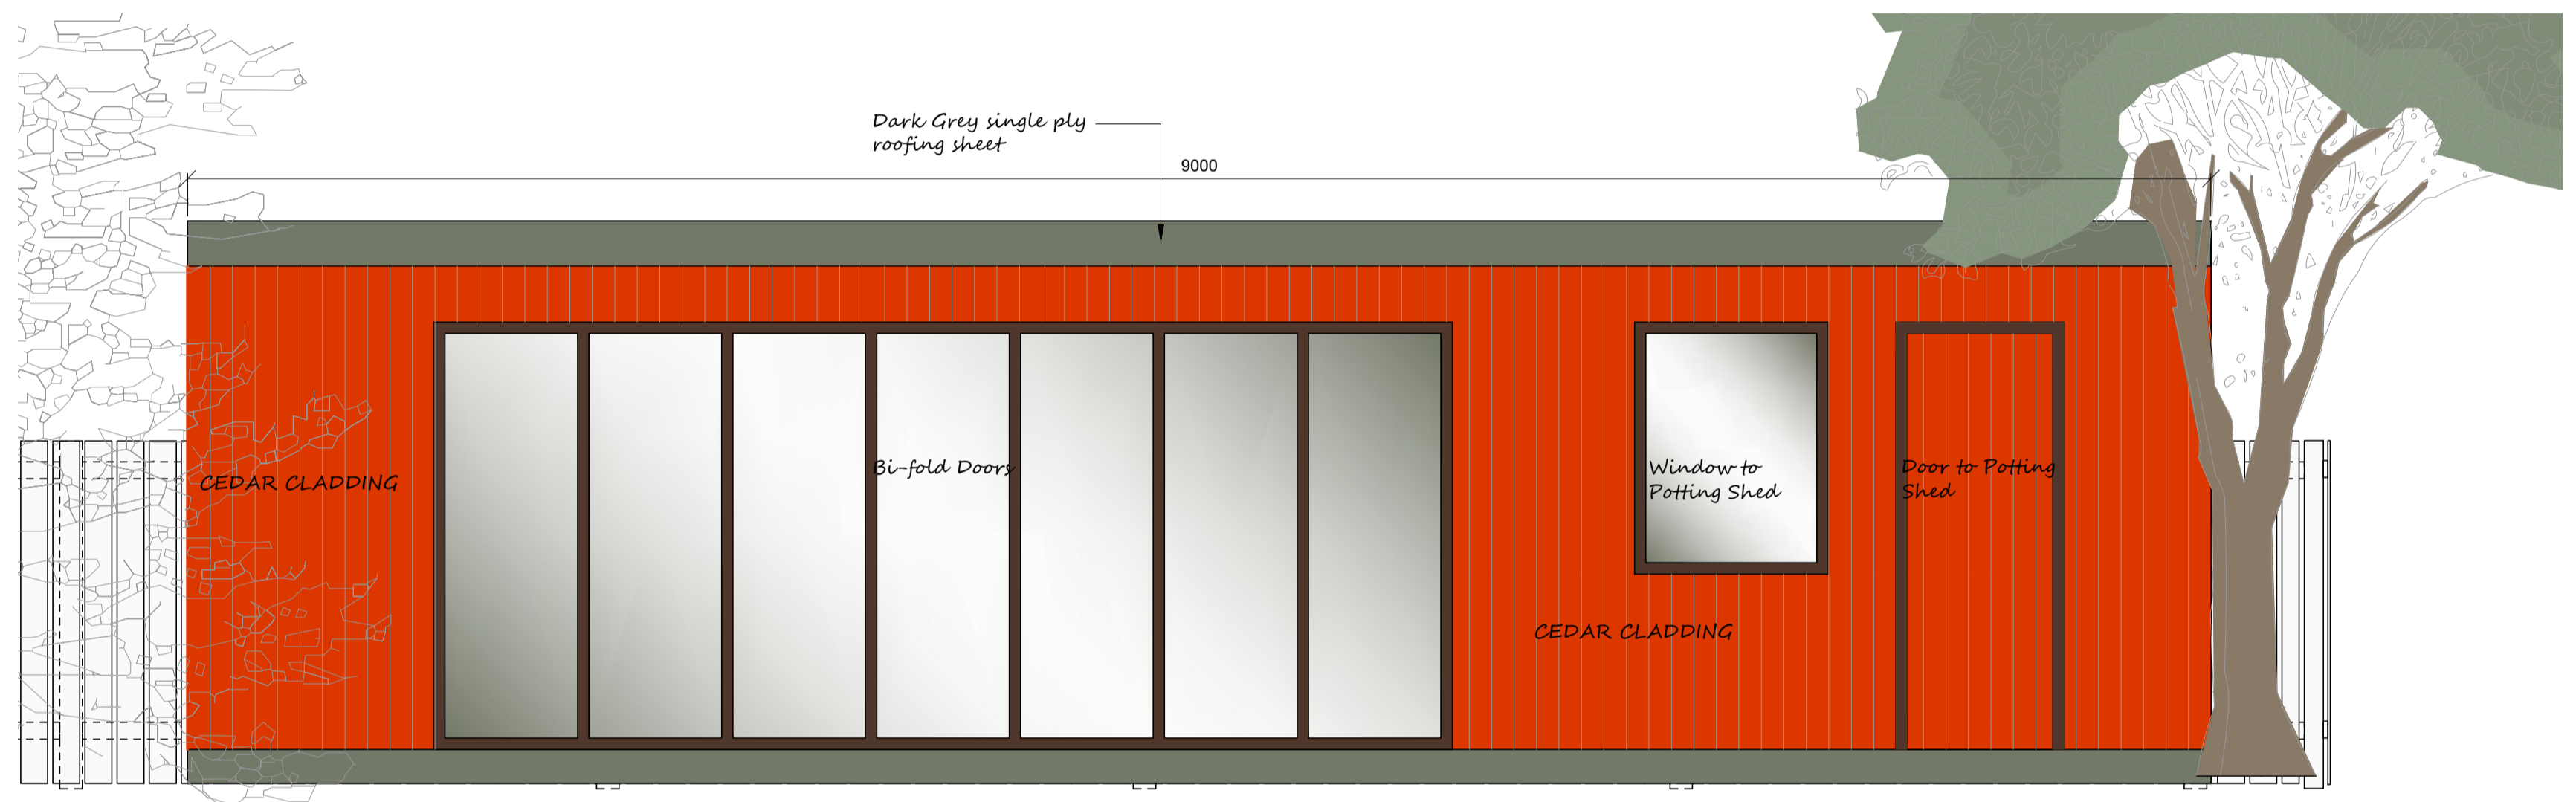 Dark Grey single ply
roofing sheet
9000
CEDAR CLADDING
Bi-fold Doors
Window to
Potting Shed
Door to Potting
Shed
CEDAR CLADDING